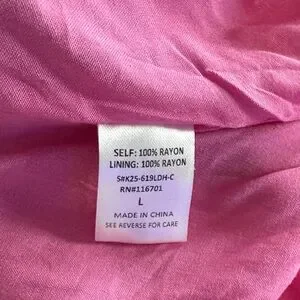 SELF: 100% RAYON
LINING: 100% RAYON
S#K25-619LDH-C
RN#116701
L
MADE IN CHINA
SEE REVERSE FOR CARE